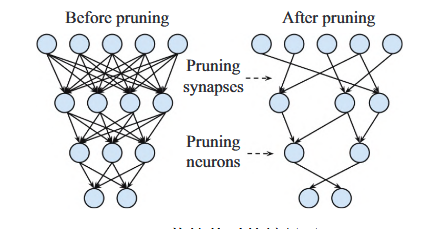 Before pruning
After pruning
Pruning
synapses
Pruning
neurons